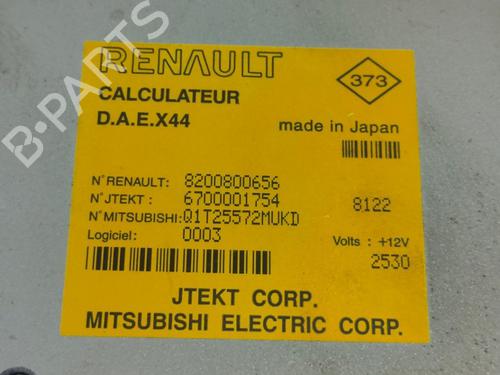 RENAULT
373
CALCULATEUR
D.A.E.X44
made in Japan
N°RENAULT: 8200800656
N°JTEKT: 6700001754 8122
N°MITSUBISHI: Q1T25572MUKD
Logiciel: 0003 Volts : +12V
2530
JTEKT CORP.
MITSUBISHI ELECTRIC CORP.
B-PARTS